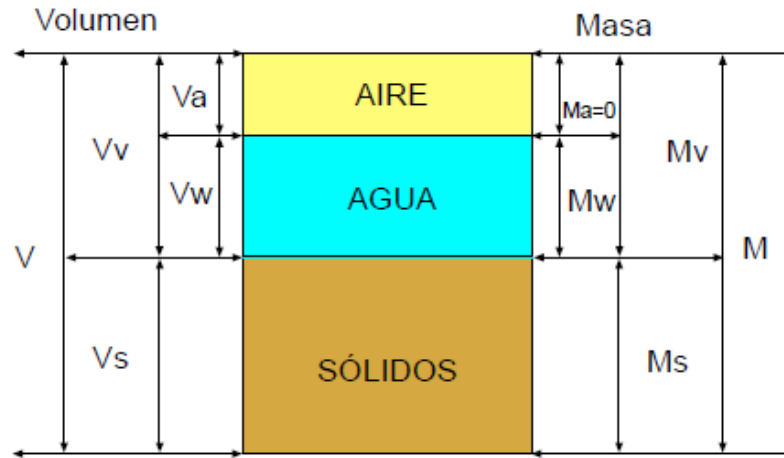 Volumen Masa
Va AIRE Ma=0
Vv Mv
Vw AGUA Mw
V M
Vs SÓLIDOS Ms